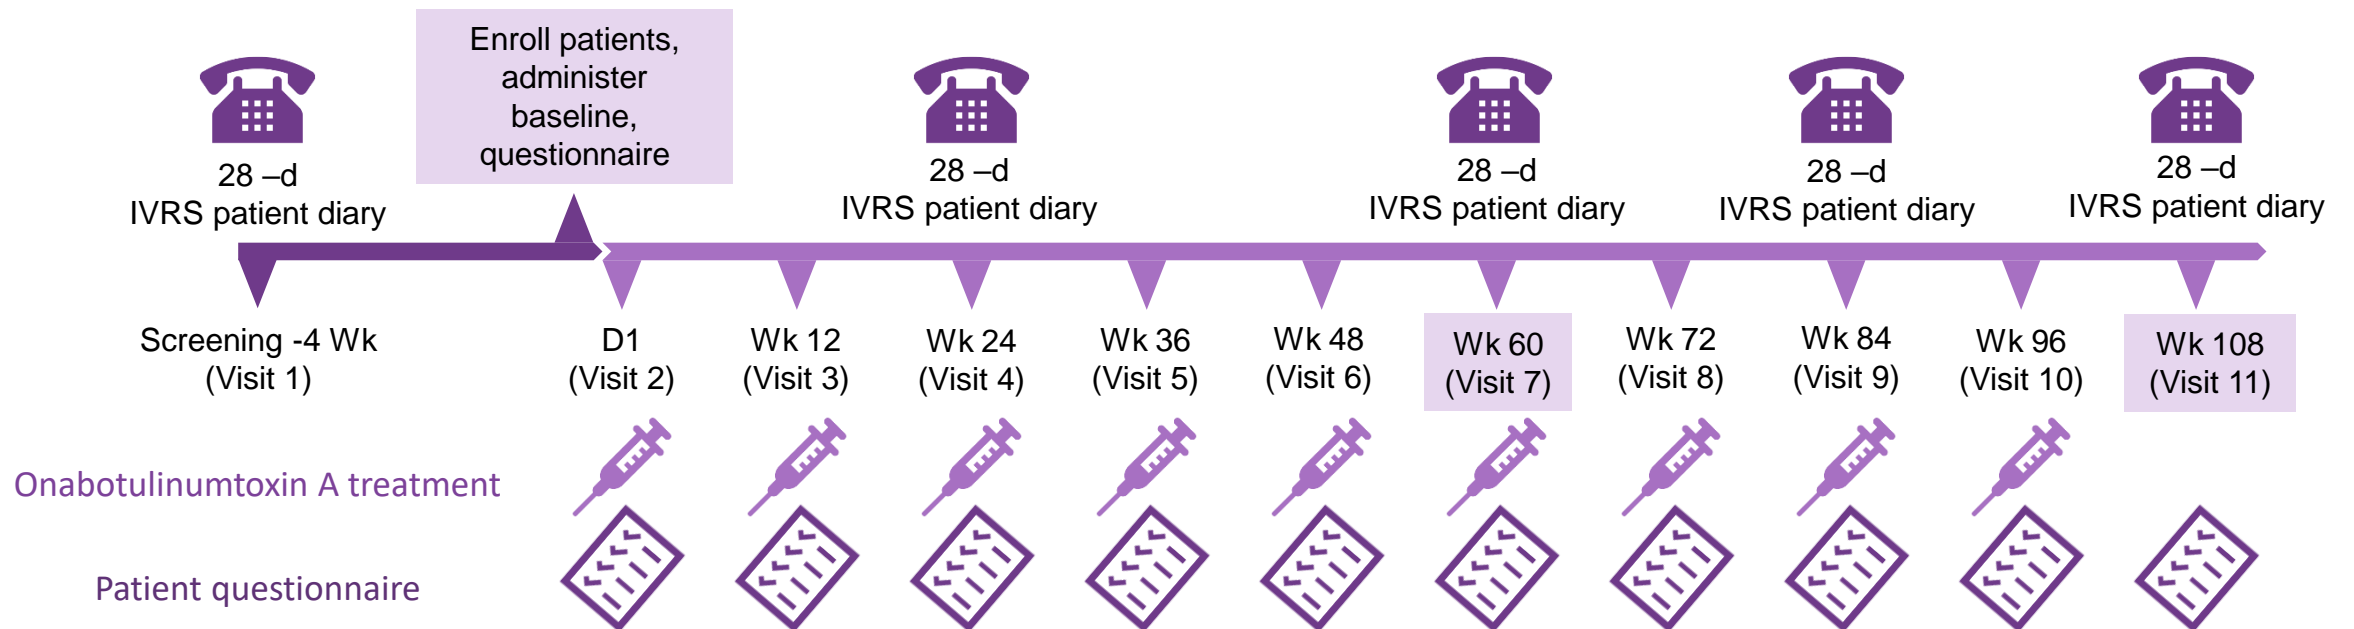 Enroll patients,
administer
baseline,
questionnaire
28 –d
IVRS patient diary
28 –d
IVRS patient diary
28 –d
IVRS patient diary
28 –d
IVRS patient diary
28 –d
IVRS patient diary
Screening -4 Wk
(Visit 1)
D1
(Visit 2)
Wk 12
(Visit 3)
Wk 24
(Visit 4)
Wk 36
(Visit 5)
Wk 48
(Visit 6)
Wk 60
(Visit 7)
Wk 72
(Visit 8)
Wk 84
(Visit 9)
Wk 96
(Visit 10)
Wk 108
(Visit 11)
Onabotulinumtoxin A treatment
Patient questionnaire